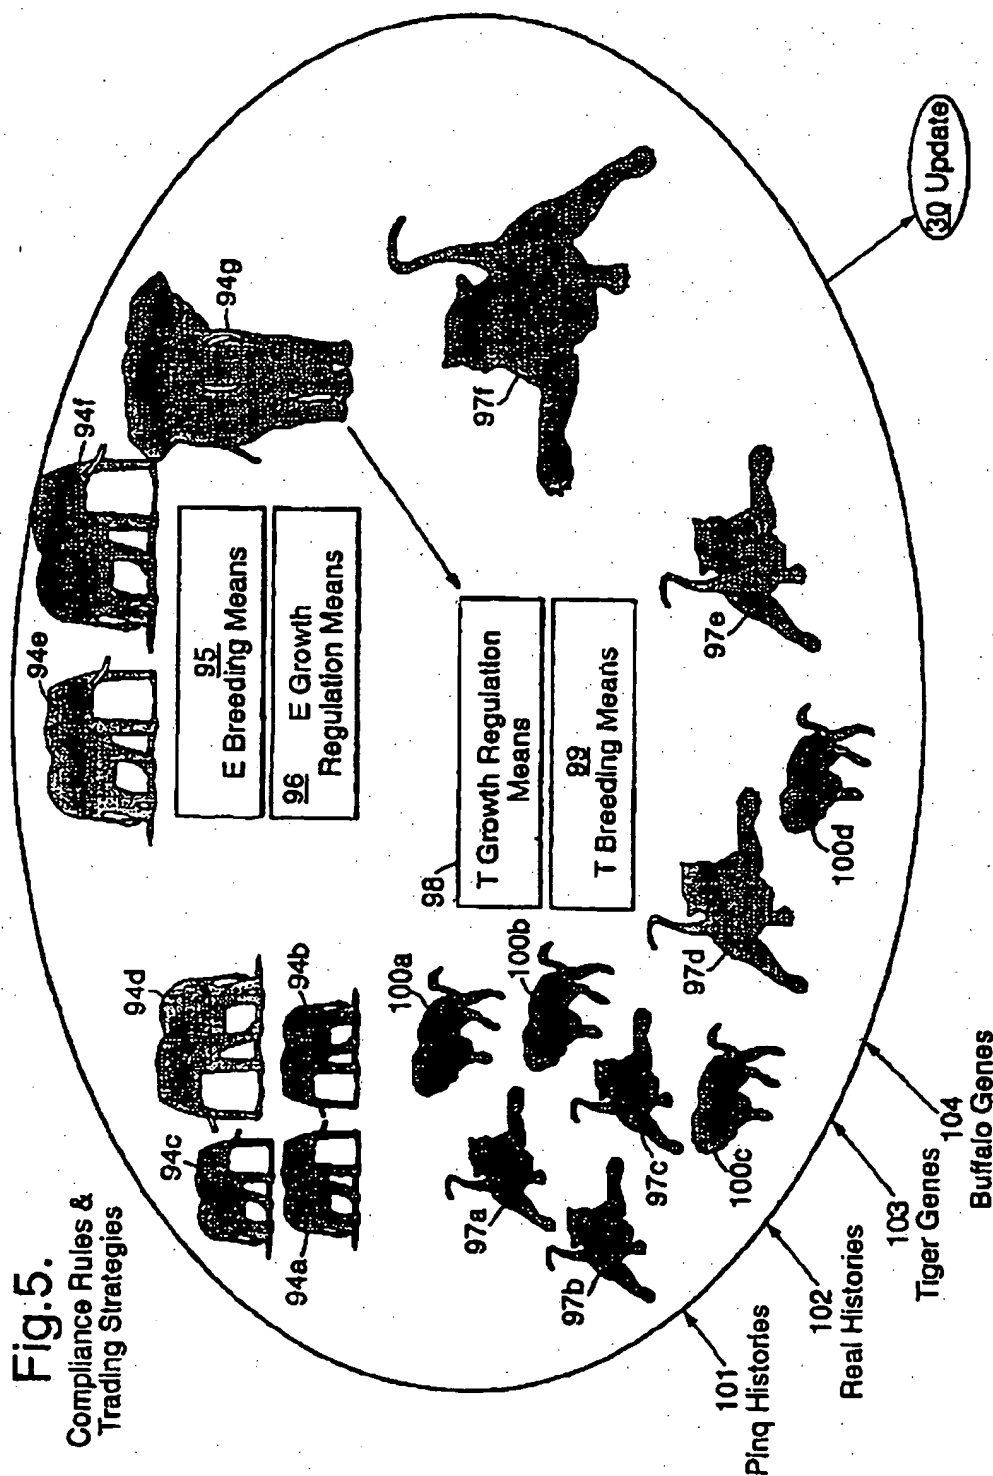 Fig.5.
Compliance Rules &
Trading Strategies
94a
94b
94c
94d
94e
94f
94g
95
E Breeding Means
96 E Growth
Regulation Means
98
T Growth Regulation
Means
99
T Breeding Means
97a
97b
97c
97d
97e
97f
100a
100b
100c
100d
101
Pinq Histories
102
Real Histories
103
Tiger Genes
104
Buffalo Genes
30 Update